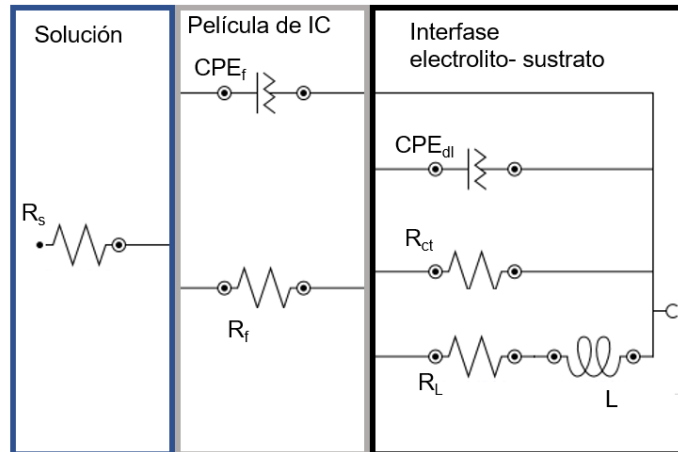 Solución
Película de IC
Interfase
electrolito- sustrato
CPEf
CPEdl
Rs
Rct
Rf
RL
L